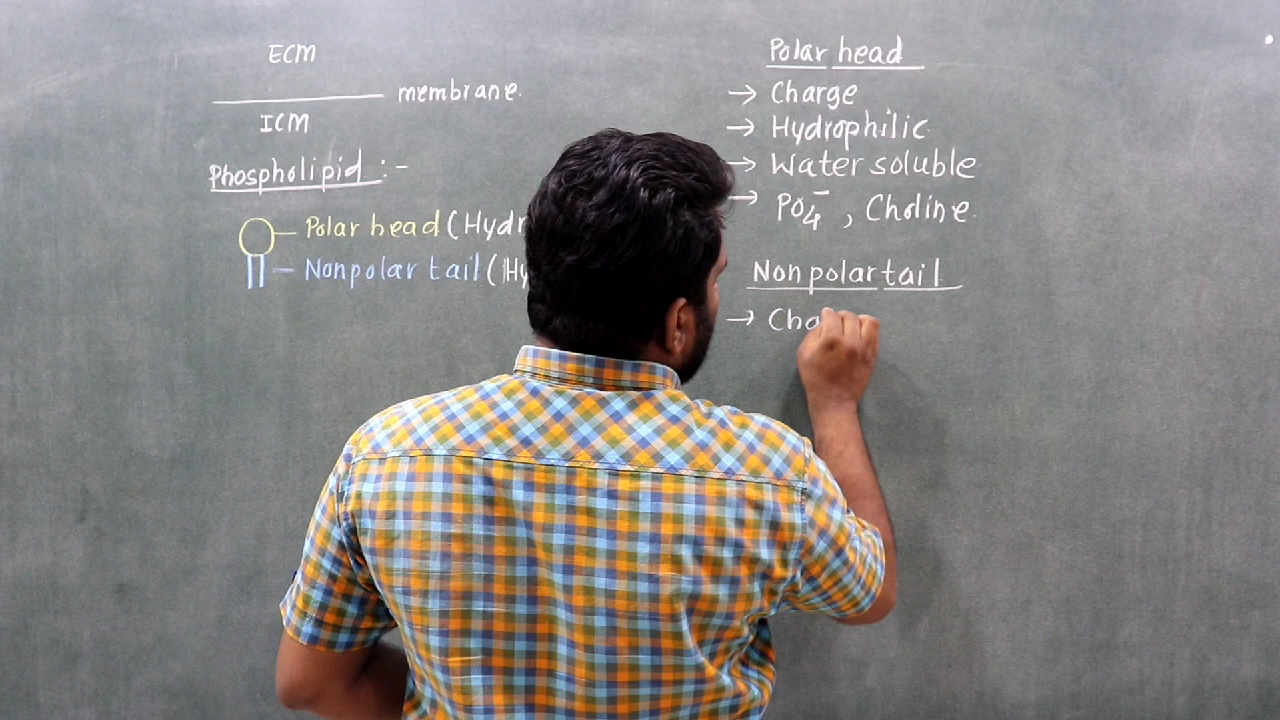 ECM
membrane.
ICM
Phospholipid :-
Polar head (Hydr
Nonpolar tail (Hy
Polar head
→ Charge
→ Hydrophilic
→ Water soluble
→ PO₄⁻, Choline
Nonpolar tail
→ Cha